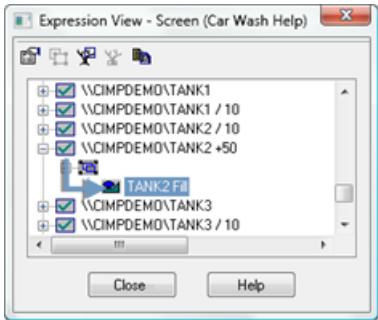 Expression View - Screen (Car Wash Help)
\\CIMPDEMO\TANK1
\\CIMPDEMO\TANK1 / 10
\\CIMPDEMO\TANK2 / 10
\\CIMPDEMO\TANK2 +50
TANK2 Fill
\\CIMPDEMO\TANK3
\\CIMPDEMO\TANK3 / 10
Close Help